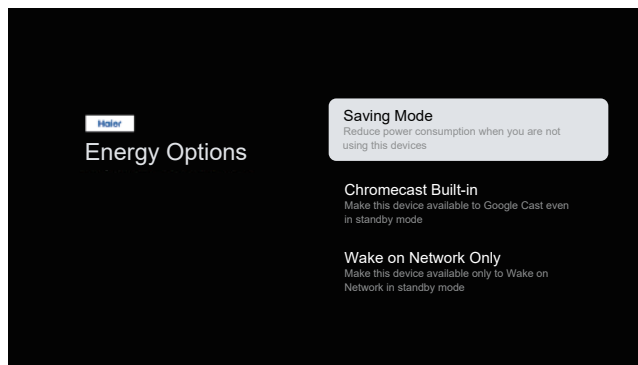 Haier
Energy Options
Saving Mode
Reduce power consumption when you are not
using this devices
Chromecast Built-in
Make this device available to Google Cast even
in standby mode
Wake on Network Only
Make this device available only to Wake on
Network in standby mode